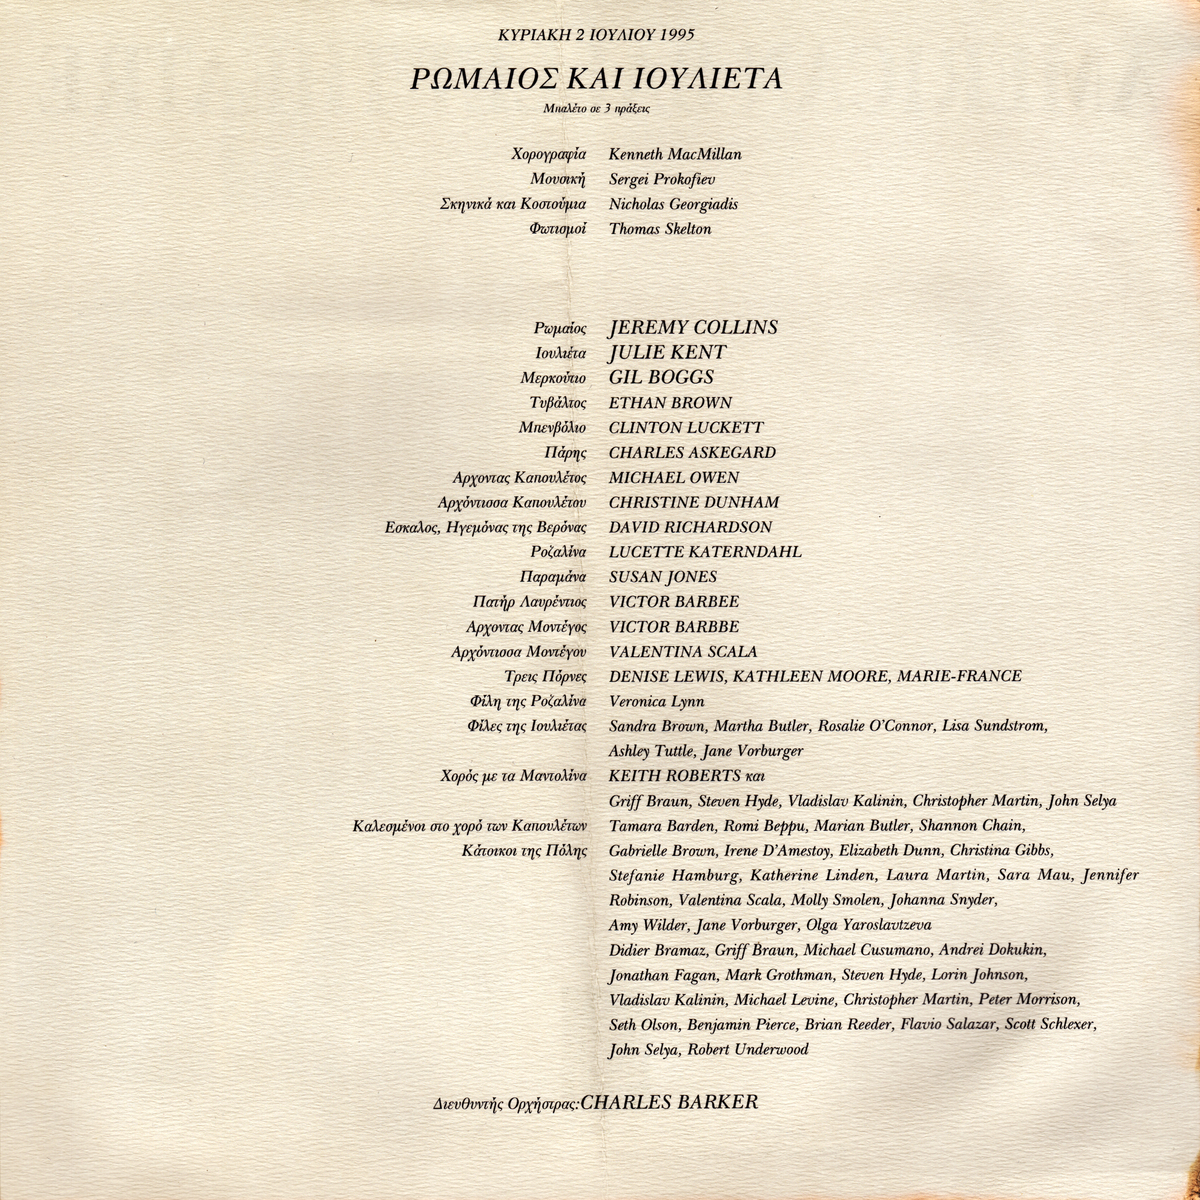 ΚΥΡΙΑΚΗ 2 ΙΟΥΛΙΟΥ 1995
ΡΩΜΑΙΟΣ ΚΑΙ ΙΟΥΛΙΕΤΑ
Μπαλέτο σε 3 πράξεις
Χορογραφία Kenneth MacMillan
Μουσική Sergei Prokofiev
Σκηνικά και Κοστούμια Nicholas Georgiadis
Φωτισμοί Thomas Skelton
Ρωμαίος JEREMY COLLINS
Ιουλιέτα JULIE KENT
Μερκούτιο GIL BOGGS
Τυβάλτος ETHAN BROWN
Μπενβόλιο CLINTON LUCKETT
Πάρης CHARLES ASKEGARD
Αρχοντας Καπουλέτος MICHAEL OWEN
Αρχόντισσα Καπουλέτου CHRISTINE DUNHAM
Εσκαλος, Ηγεμόνας της Βερόνας DAVID RICHARDSON
Ροζαλίνα LUCETTE KATERNDAHL
Παραμάνα SUSAN JONES
Πατήρ Λαυρέντιος VICTOR BARBEE
Αρχοντας Μοντέγος VICTOR BARBBE
Αρχόντισσα Μοντέγου VALENTINA SCALA
Τρεις Πόρνες DENISE LEWIS, KATHLEEN MOORE, MARIE-FRANCE
Φίλη της Ροζαλίνα Veronica Lynn
Φίλες της Ιουλιέτας Sandra Brown, Martha Butler, Rosalie O'Connor, Lisa Sundstrom,
Ashley Tuttle, Jane Vorburger
Χορός με τα Μαντολίνα KEITH ROBERTS και
Griff Braun, Steven Hyde, Vladislav Kalinin, Christopher Martin, John Selya
Καλεσμένοι στο χορό των Καπουλέτων Tamara Barden, Romi Beppu, Marian Butler, Shannon Chain,
Κάτοικοι της Πόλης Gabrielle Brown, Irene D'Amestoy, Elizabeth Dunn, Christina Gibbs,
Stefanie Hamburg, Katherine Linden, Laura Martin, Sara Mau, Jennifer
Robinson, Valentina Scala, Molly Smolen, Johanna Snyder,
Amy Wilder, Jane Vorburger, Olga Yaroslavtzeva
Didier Bramaz, Griff Braun, Michael Cusumano, Andrei Dokukin,
Jonathan Fagan, Mark Grothman, Steven Hyde, Lorin Johnson,
Vladislav Kalinin, Michael Levine, Christopher Martin, Peter Morrison,
Seth Olson, Benjamin Pierce, Brian Reeder, Flavio Salazar, Scott Schlexer,
John Selya, Robert Underwood
Διευθυντής Ορχήστρας:CHARLES BARKER